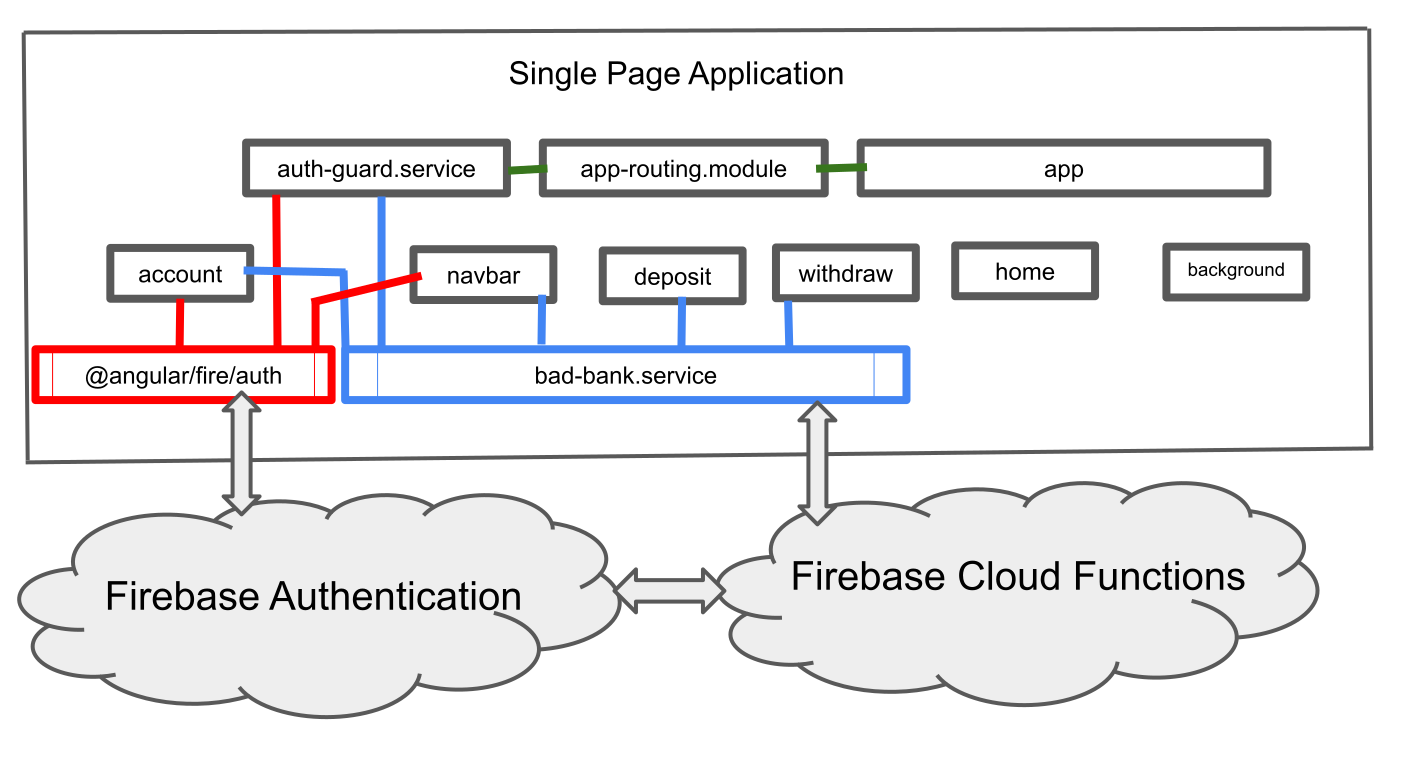 Single Page Application
auth-guard.service
app-routing.module
app
account
navbar
deposit
withdraw
home
background
@angular/fire/auth
bad-bank.service
Firebase Authentication
Firebase Cloud Functions